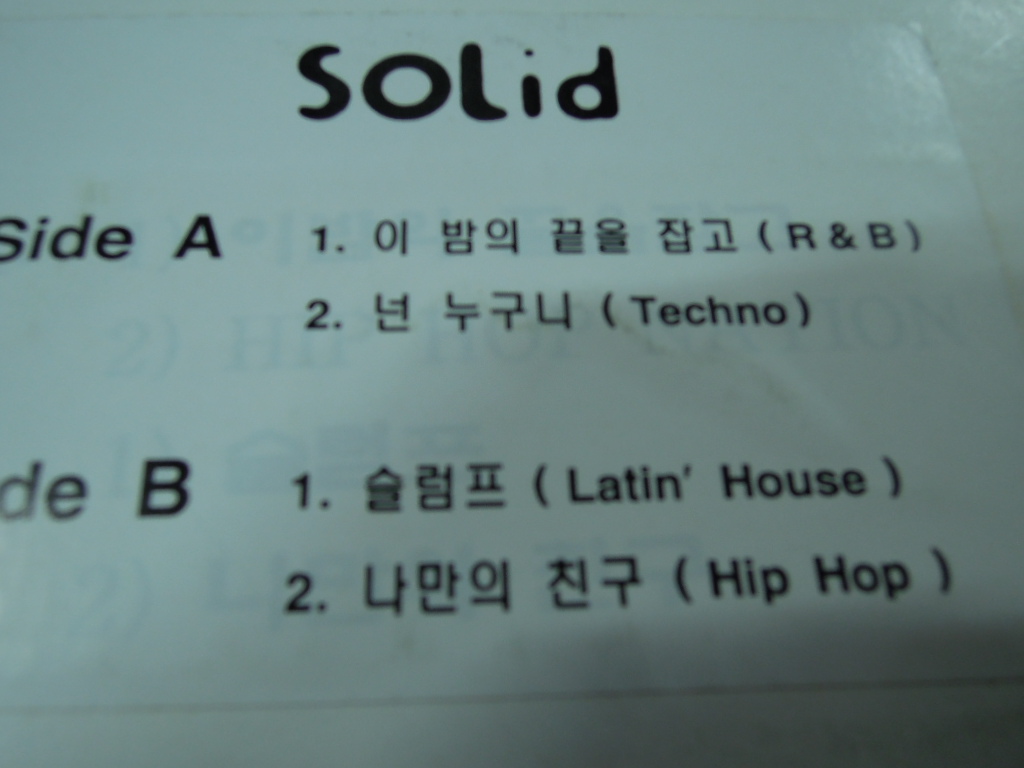 SOLid
Side A 1. 이 밤의 끝을 잡고 ( R & B )
2. 넌 누구니 ( Techno )
de B 1. 슬럼프 ( Latin' House )
2. 나만의 친구 ( Hip Hop )